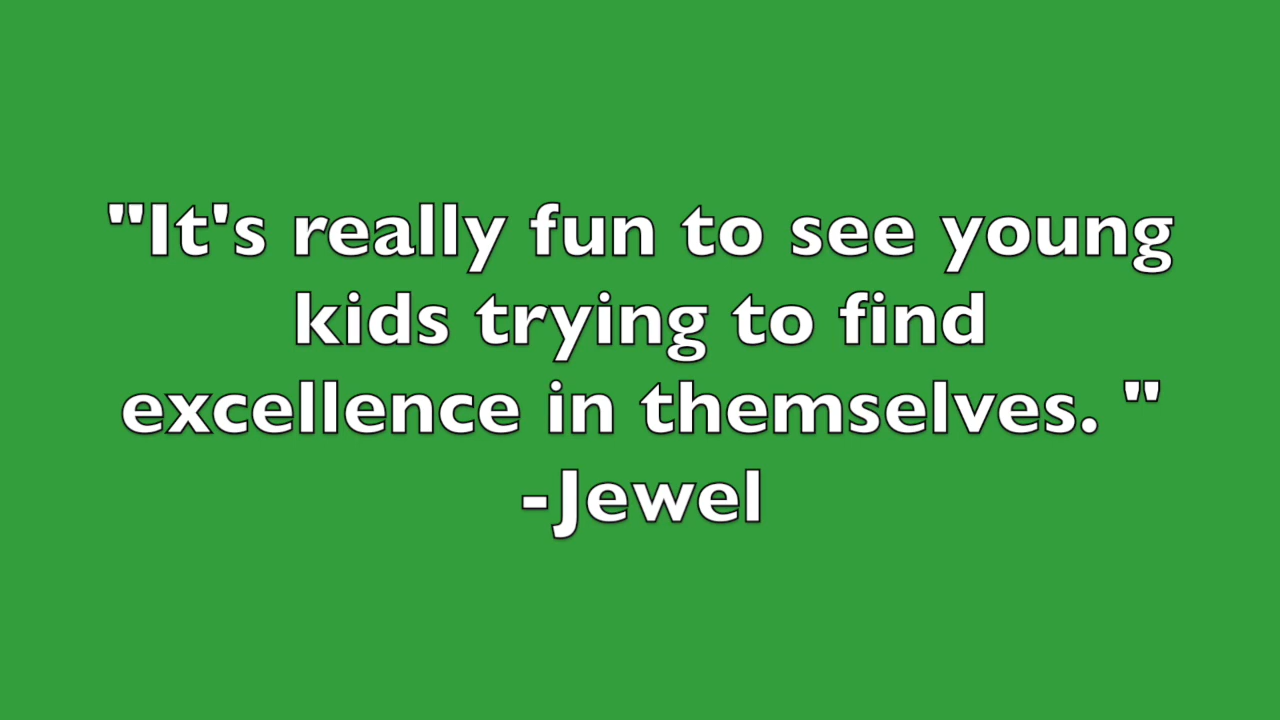 "It's really fun to see young
kids trying to find
excellence in themselves. "
-Jewel